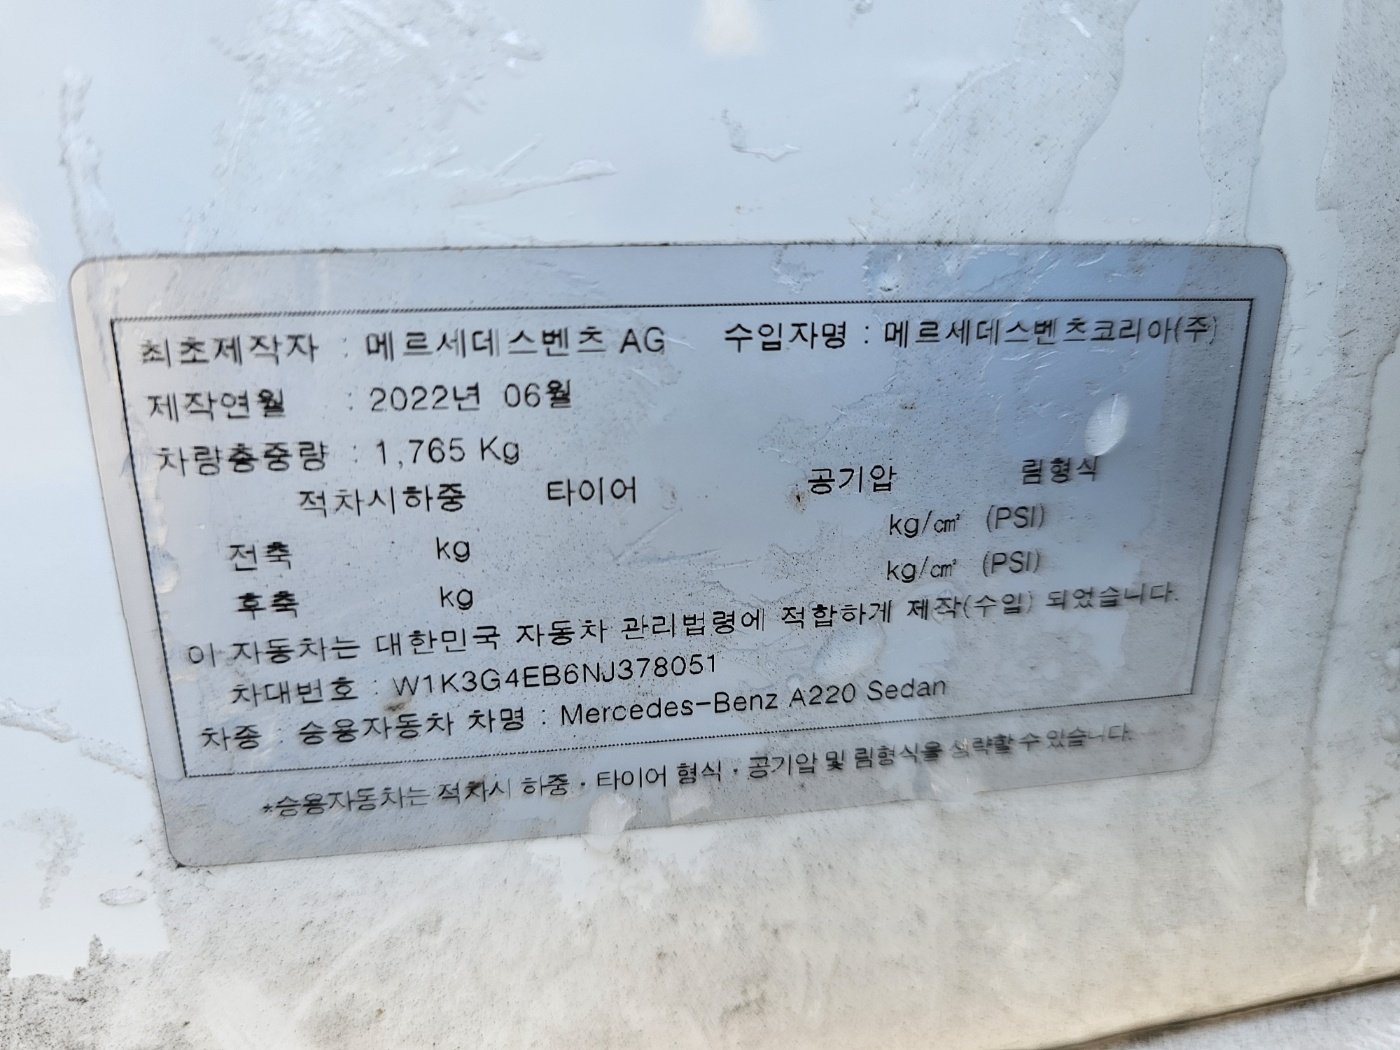 최초제작자 : 메르세데스벤츠 AG 수입자명 : 메르세데스벤츠코리아(주)
제작연월 : 2022년 06월
차량총중량 : 1,765 Kg
적차시하중 타이어 공기압 림형식
전축 kg kg/㎠ (PSI)
후축 kg kg/㎠ (PSI)
이 자동차는 대한민국 자동차 관리법령에 적합하게 제작(수입) 되었습니다.
차대번호 : W1K3G4EB6NJ378051
차종 : 승용자동차 차명 : Mercedes-Benz A220 Sedan
*승용자동차는 적차시 하중·타이어 형식·공기압 및 림형식을 생략할 수 있습니다.